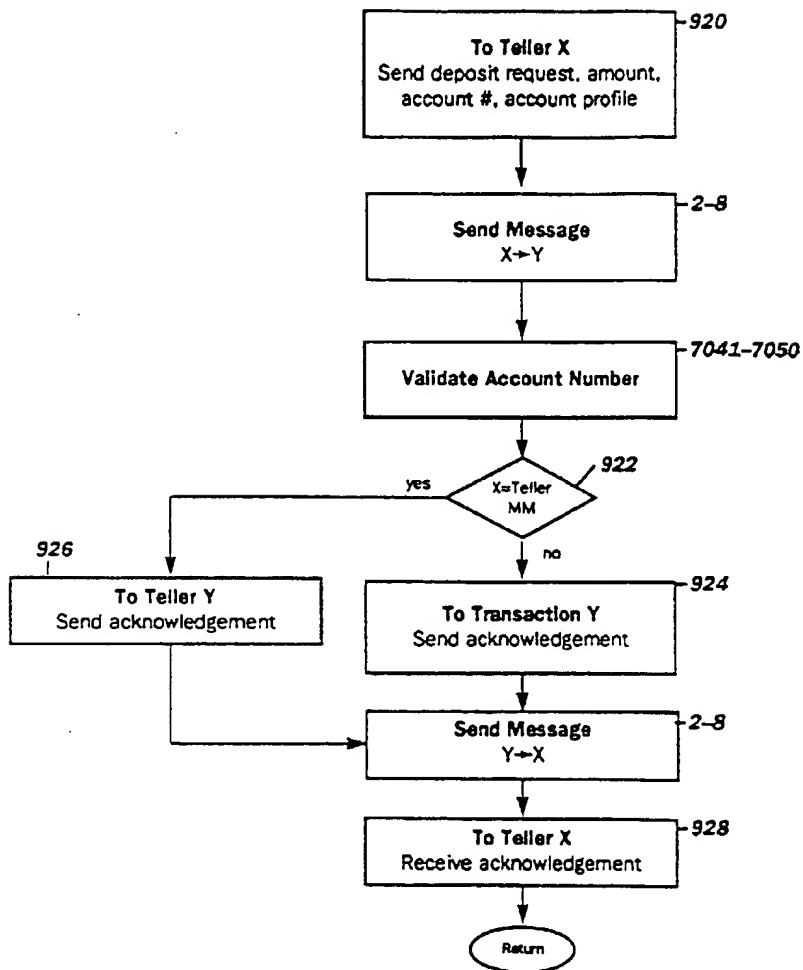 920
To Teller X
Send deposit request, amount,
account #, account profile
2–8
Send Message
X→Y
7041–7050
Validate Account Number
922
X=Teller
MM
yes
no
926
To Teller Y
Send acknowledgement
924
To Transaction Y
Send acknowledgement
2–8
Send Message
Y→X
928
To Teller X
Receive acknowledgement
Return